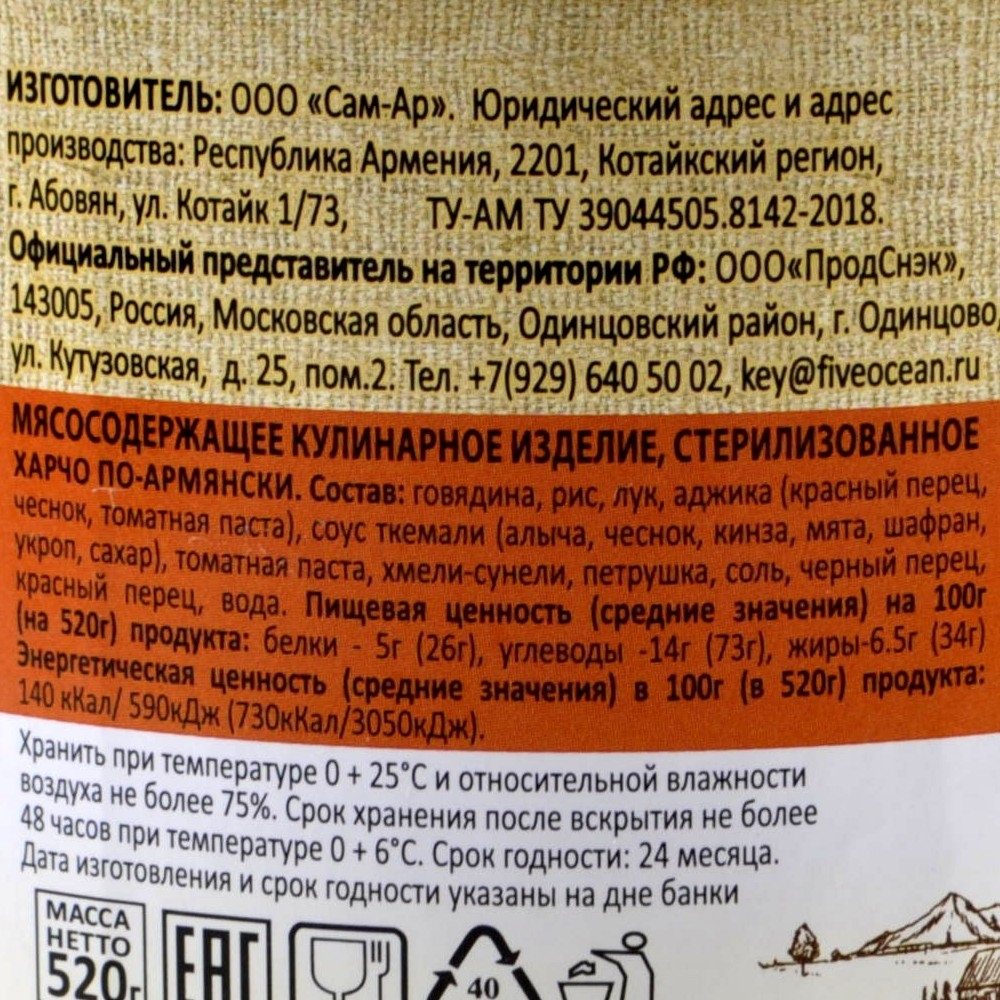 ИЗГОТОВИТЕЛЬ: ООО «Сам-Ар». Юридический адрес и адрес
производства: Республика Армения, 2201, Котайкский регион,
г. Абовян, ул. Котайк 1/73, ТУ-АМ ТУ 39044505.8142-2018.
Официальный представитель на территории РФ: ООО«ПродСнэк»,
143005, Россия, Московская область, Одинцовский район, г. Одинцово,
ул. Кутузовская, д. 25, пом.2. Тел. +7(929) 640 50 02, key@fiveocean.ru
МЯСОСОДЕРЖАЩЕЕ КУЛИНАРНОЕ ИЗДЕЛИЕ, СТЕРИЛИЗОВАННОЕ
ХАРЧО ПО-АРМЯНСКИ. Состав: говядина, рис, лук, аджика (красный перец,
чеснок, томатная паста), соус ткемали (алыча, чеснок, кинза, мята, шафран,
укроп, сахар), томатная паста, хмели-сунели, петрушка, соль, черный перец,
красный перец, вода. Пищевая ценность (средние значения) на 100г
(на 520г) продукта: белки - 5г (26г), углеводы -14г (73г), жиры-6.5г (34г)
Энергетическая ценность (средние значения) в 100г (в 520г) продукта:
140 кКал/ 590кДж (730кКал/3050кДж).
Хранить при температуре 0 + 25°С и относительной влажности
воздуха не более 75%. Срок хранения после вскрытия не более
48 часов при температуре 0 + 6°С. Срок годности: 24 месяца.
Дата изготовления и срок годности указаны на дне банки
МАССА
НЕТТО
520г
ЕАС
40